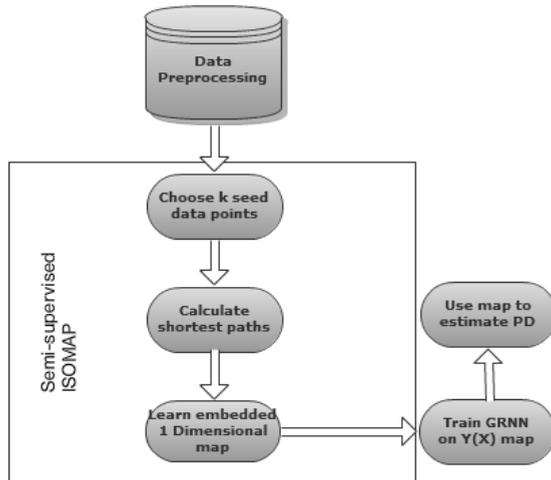 Data
Preprocessing
Choose k seed
data points
Semi-supervised
ISOMAP
Calculate
shortest paths
Learn embedded
1 Dimensional
map
Train GRNN
on Y(X) map
Use map to
estimate PD